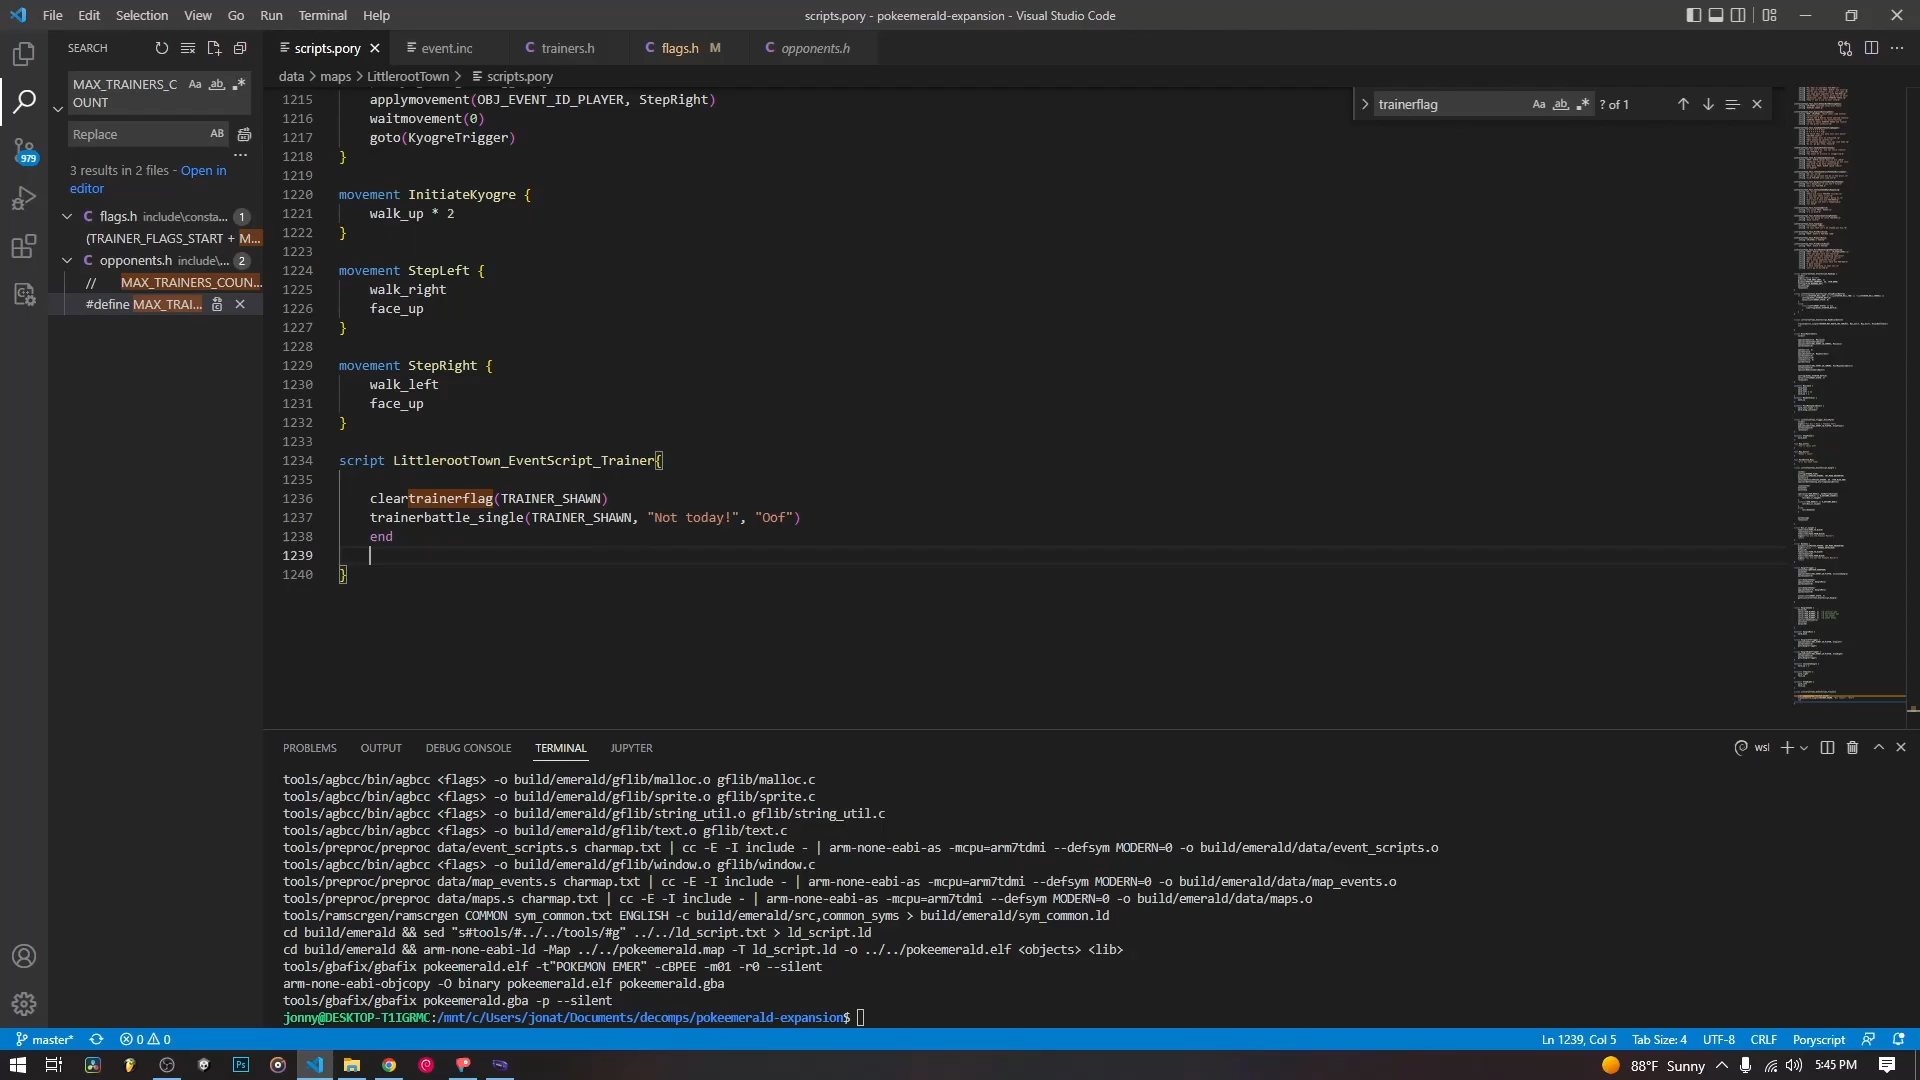 File Edit Selection View Go Run Terminal Help
scripts.pory - pokeemerald-expansion - Visual Studio Code
SEARCH
scripts.pory
event.inc
trainers.h
flags.h M
opponents.h
MAX_TRAINERS_C
OUNT
Aa ab
data > maps > LittlerootTown > scripts.pory
Replace AB
3 results in 2 files - Open in
editor
flags.h include\consta... 1
(TRAINER_FLAGS_START + M...
opponents.h include\... 2
// MAX_TRAINERS_COUN...
#define MAX_TRAI...
979
trainerflag Aa ab ? of 1
1215 applymovement(OBJ_EVENT_ID_PLAYER, StepRight)
1216 waitmovement(0)
1217 goto(KyogreTrigger)
1218 }
1219
1220 movement InitiateKyogre {
1221 walk_up * 2
1222 }
1223
1224 movement StepLeft {
1225 walk_right
1226 face_up
1227 }
1228
1229 movement StepRight {
1230 walk_left
1231 face_up
1232 }
1233
1234 script LittlerootTown_EventScript_Trainer{
1235
1236 cleartrainerflag(TRAINER_SHAWN)
1237 trainerbattle_single(TRAINER_SHAWN, "Not today!", "Oof")
1238 end
1239
1240 }
PROBLEMS OUTPUT DEBUG CONSOLE TERMINAL JUPYTER
wsl
tools/agbcc/bin/agbcc <flags> -o build/emerald/gflib/malloc.o gflib/malloc.c
tools/agbcc/bin/agbcc <flags> -o build/emerald/gflib/sprite.o gflib/sprite.c
tools/agbcc/bin/agbcc <flags> -o build/emerald/gflib/string_util.o gflib/string_util.c
tools/agbcc/bin/agbcc <flags> -o build/emerald/gflib/text.o gflib/text.c
tools/preproc/preproc data/event_scripts.s charmap.txt | cc -E -I include - | arm-none-eabi-as -mcpu=arm7tdmi --defsym MODERN=0 -o build/emerald/data/event_scripts.o
tools/agbcc/bin/agbcc <flags> -o build/emerald/gflib/window.o gflib/window.c
tools/preproc/preproc data/map_events.s charmap.txt | cc -E -I include - | arm-none-eabi-as -mcpu=arm7tdmi --defsym MODERN=0 -o build/emerald/data/map_events.o
tools/preproc/preproc data/maps.s charmap.txt | cc -E -I include - | arm-none-eabi-as -mcpu=arm7tdmi --defsym MODERN=0 -o build/emerald/data/maps.o
tools/ramscrgen/ramscrgen COMMON sym_common.txt ENGLISH -c build/emerald/src,common_syms > build/emerald/sym_common.ld
cd build/emerald && sed "s#tools/#../../tools/#g" ../../ld_script.txt > ld_script.ld
cd build/emerald && arm-none-eabi-ld -Map ../../pokeemerald.map -T ld_script.ld -o ../../pokeemerald.elf <objects> <lib>
tools/gbafix/gbafix pokeemerald.elf -t"POKEMON EMER" -cBPEE -m01 -r0 --silent
arm-none-eabi-objcopy -O binary pokeemerald.elf pokeemerald.gba
tools/gbafix/gbafix pokeemerald.gba -p --silent
jonny@DESKTOP-T1IGRMC:/mnt/c/Users/jonat/Documents/decomps/pokeemerald-expansion$
master* 0 0
Ln 1239, Col 5 Tab Size: 4 UTF-8 CRLF Poryscript
Ps
88°F Sunny
5:45 PM